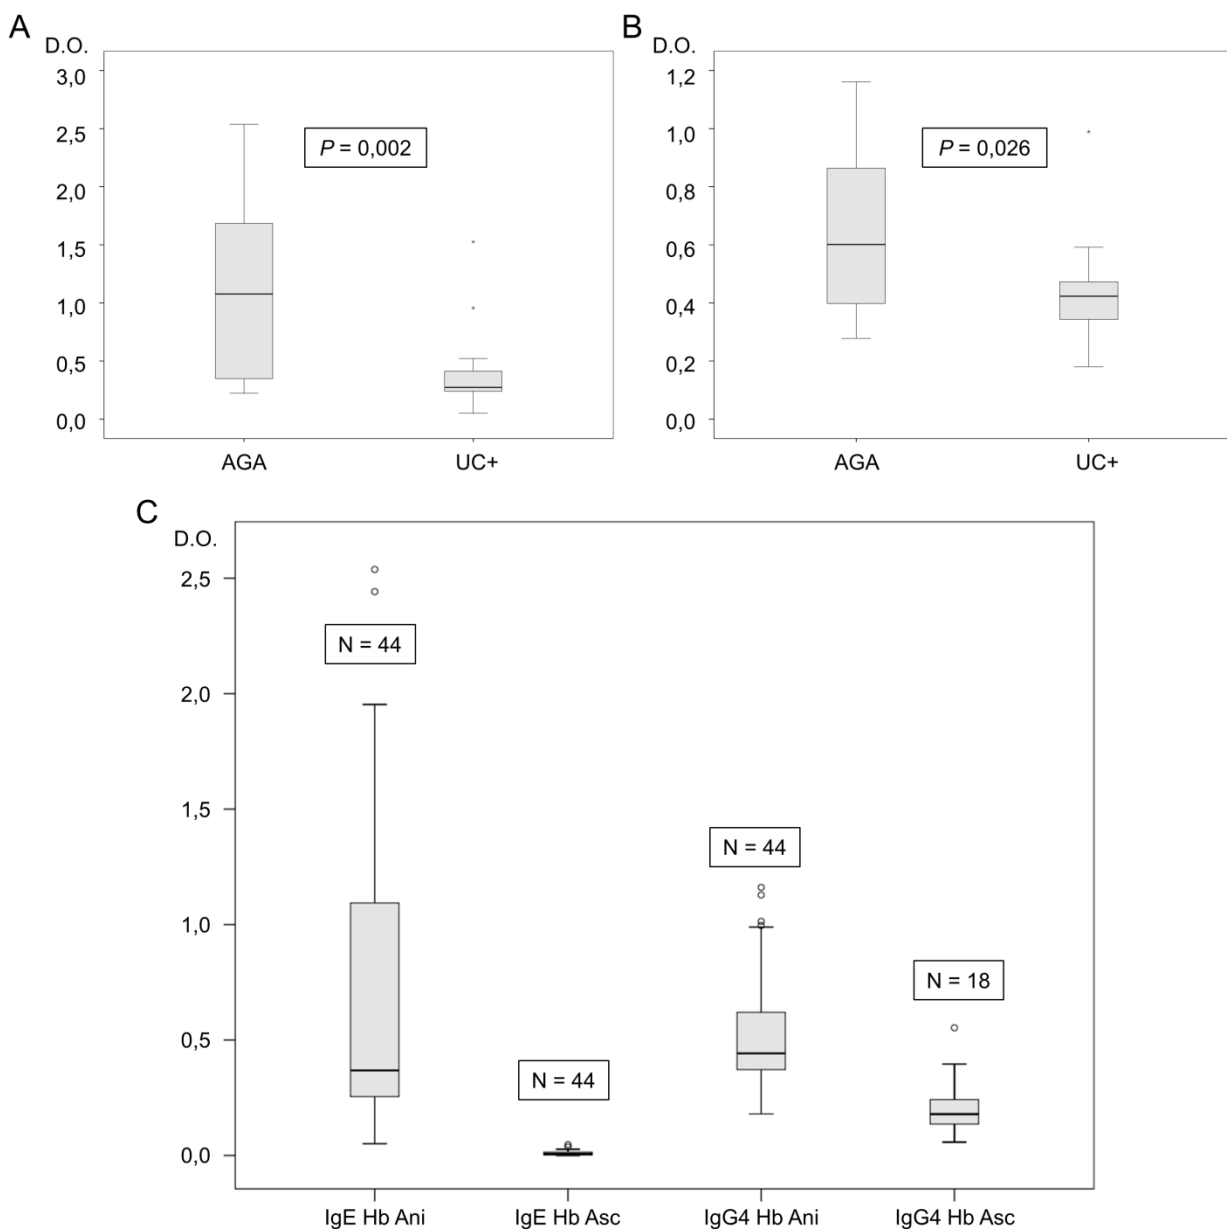 A
D.O.
3,0
2,5
2,0
1,5
1,0
0,5
0,0
P = 0,002
AGA
UC+
B
D.O.
1,2
1,0
0,8
0,6
0,4
0,2
0,0
P = 0,026
AGA
UC+
C
D.O.
2,5
2,0
1,5
1,0
0,5
0,0
N = 44
N = 44
N = 44
N = 18
IgE Hb Ani
IgE Hb Asc
IgG4 Hb Ani
IgG4 Hb Asc